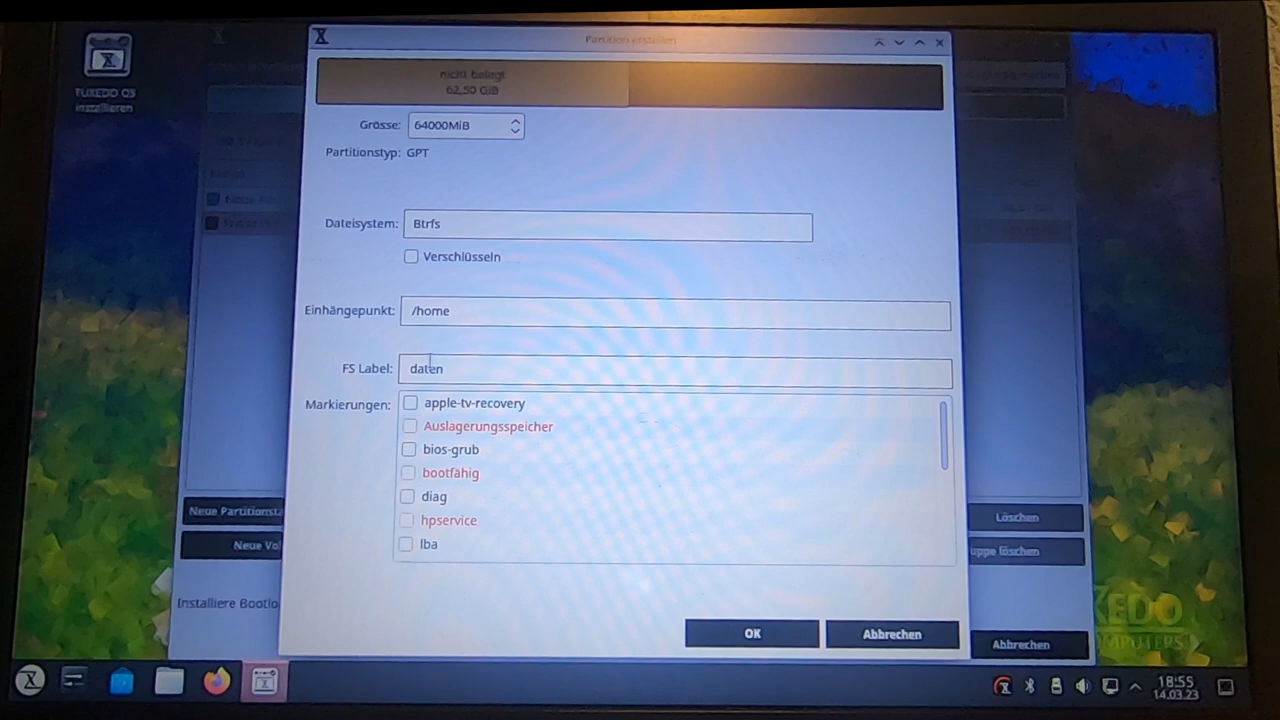 TUXEDO OS
installieren
Partition erstellen
nicht belegt
62,50 GiB
Grösse: 64000MiB
Partitionstyp: GPT
Dateisystem: Btrfs
Verschlüsseln
Einhängepunkt: /home
FS Label: daten
Markierungen: apple-tv-recovery
Auslagerungsspeicher
bios-grub
bootfähig
diag
hpservice
lba
Neue Partitionsta
Löschen
Neue Vol
uppe löschen
Installiere Bootlo
OK
Abbrechen
Abbrechen
XEDO
OMPUTERS
18:55
14.03.23